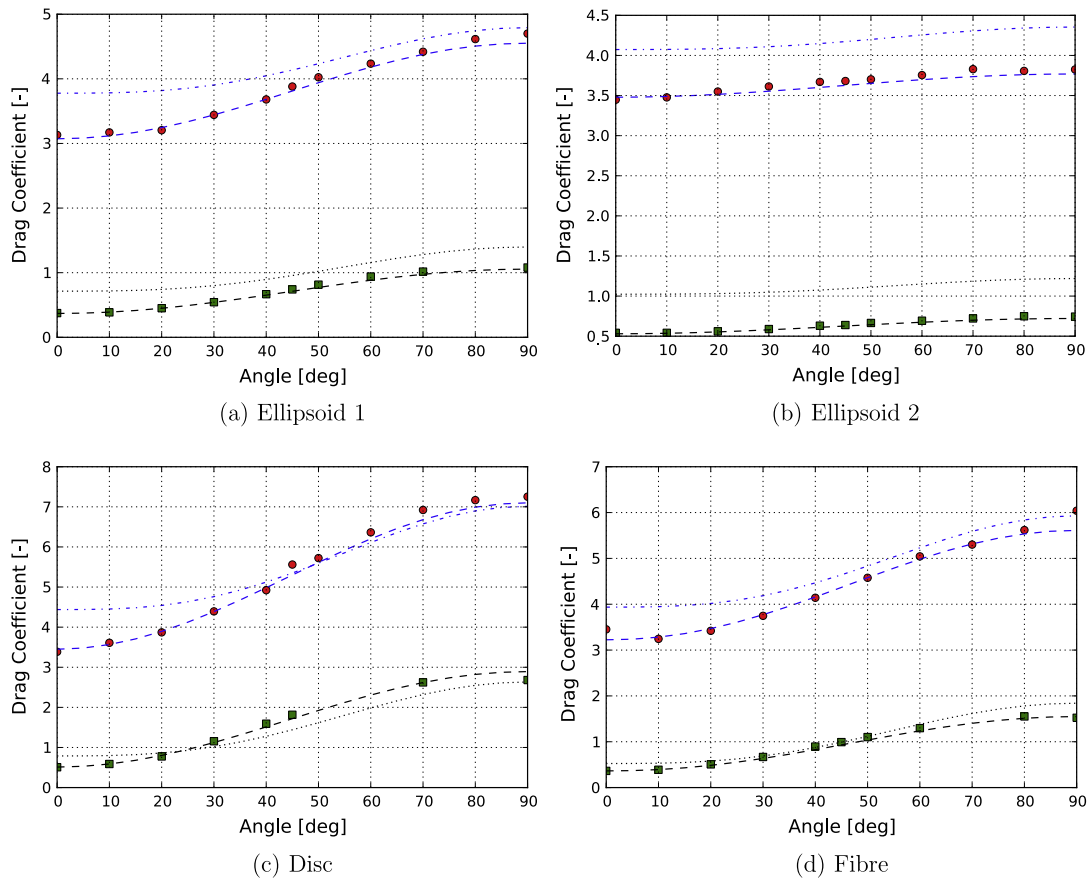 5
4
3
2
1
0
Drag Coefficient [-]
0 10 20 30 40 50 60 70 80 90
Angle [deg]
(a) Ellipsoid 1
4.5
4.0
3.5
3.0
2.5
2.0
1.5
1.0
0.5
Drag Coefficient [-]
0 10 20 30 40 50 60 70 80 90
Angle [deg]
(b) Ellipsoid 2
8
7
6
5
4
3
2
1
0
Drag Coefficient [-]
0 10 20 30 40 50 60 70 80 90
Angle [deg]
(c) Disc
7
6
5
4
3
2
1
0
Drag Coefficient [-]
0 10 20 30 40 50 60 70 80 90
Angle [deg]
(d) Fibre